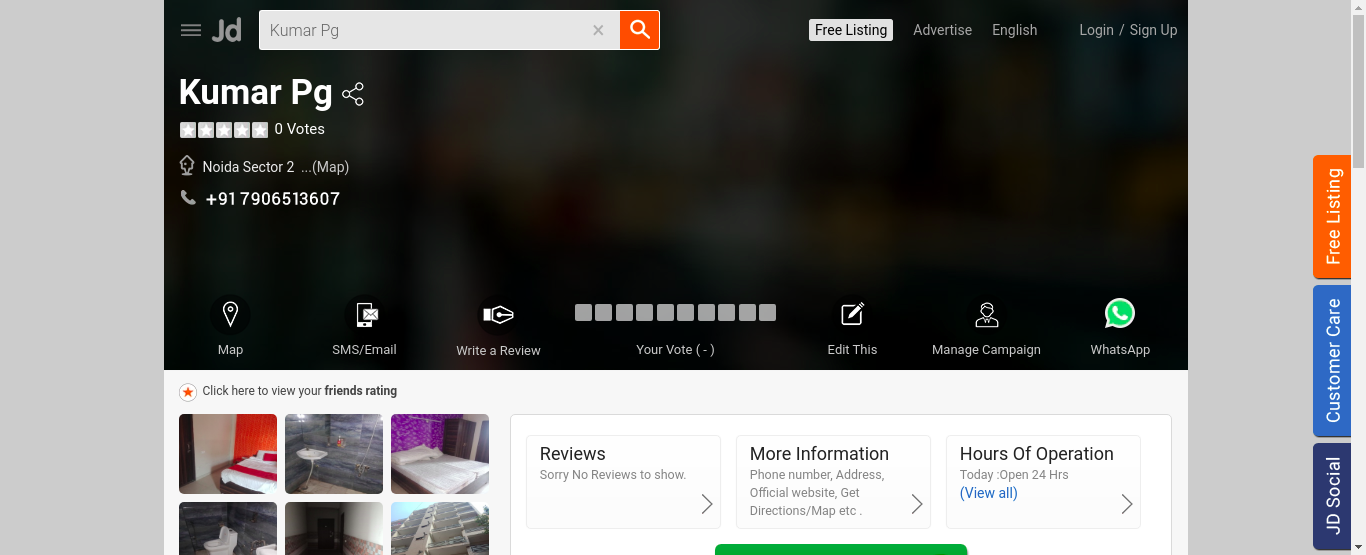 Jd
Kumar Pg
Free Listing
Advertise
English
Login / Sign Up
Kumar Pg
0 Votes
Noida Sector 2 ...(Map)
+91 7906513607
Map
SMS/Email
Write a Review
Your Vote ( - )
Edit This
Manage Campaign
WhatsApp
Click here to view your friends rating
Reviews
Sorry No Reviews to show.
More Information
Phone number, Address,
Official website, Get
Directions/Map etc .
Hours Of Operation
Today :Open 24 Hrs
(View all)
Free Listing
Customer Care
JD Social